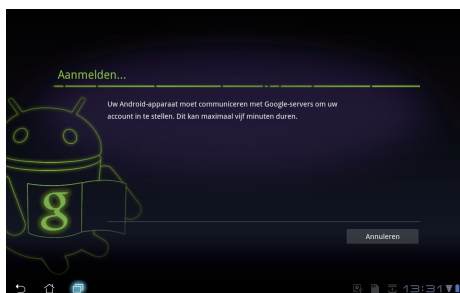 Aanmelden...
Uw Android-apparaat moet communiceren met Google-servers om uw
account in te stellen. Dit kan maximaal vijf minuten duren.
g
Annuleren
13:31